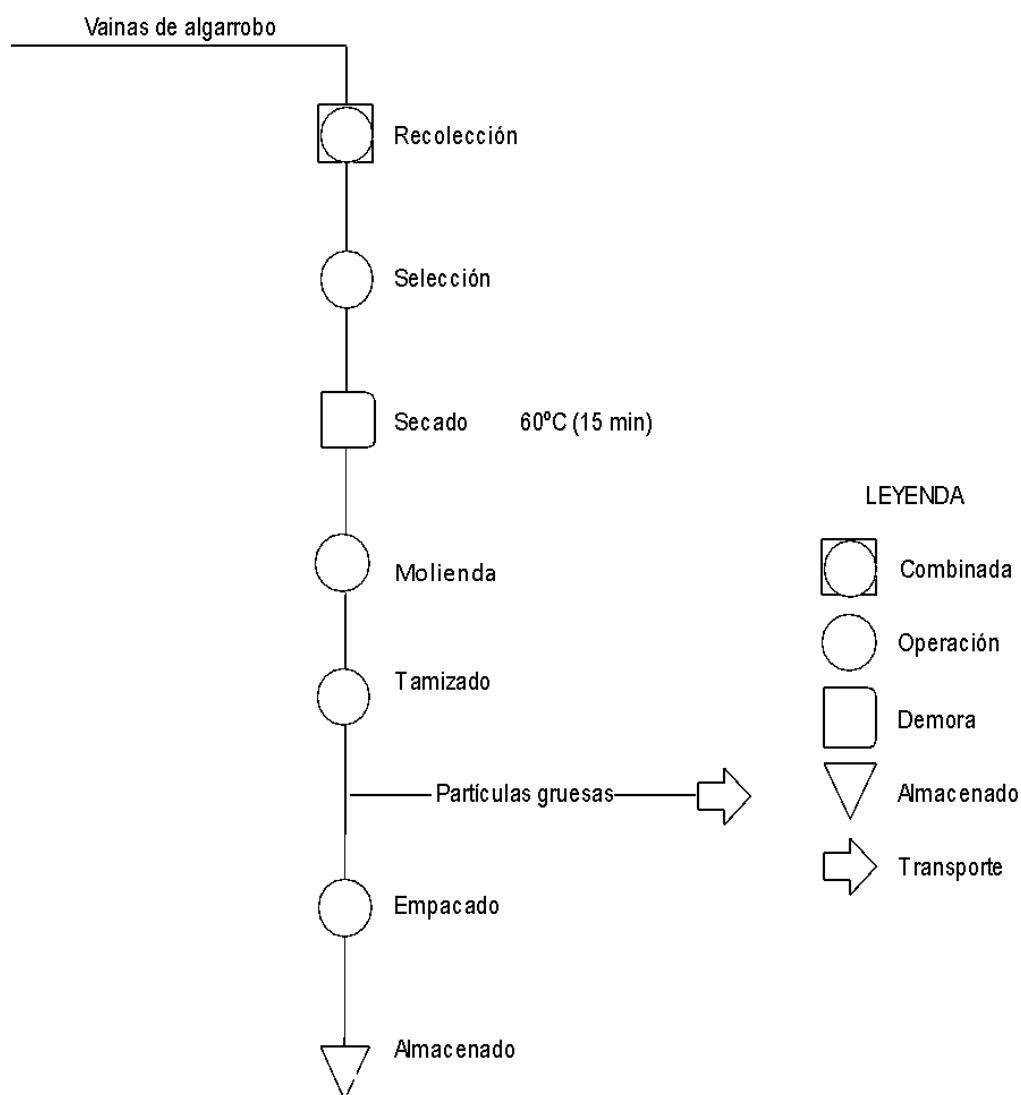 Vainas de algarrobo
Recolección
Selección
Secado 60ºC (15 min)
Molienda
Tamizado
Partículas gruesas
Empacado
Almacenado
LEYENDA
Combinada
Operación
Demora
Almacenado
Transporte